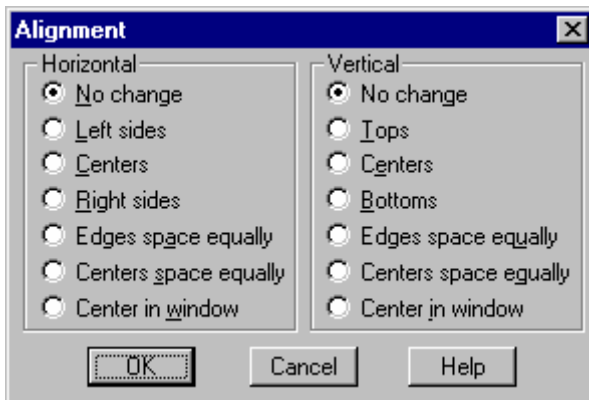 Alignment
Horizontal
No change
Left sides
Centers
Right sides
Edges space equally
Centers space equally
Center in window
Vertical
No change
Tops
Centers
Bottoms
Edges space equally
Centers space equally
Center in window
OK
Cancel
Help